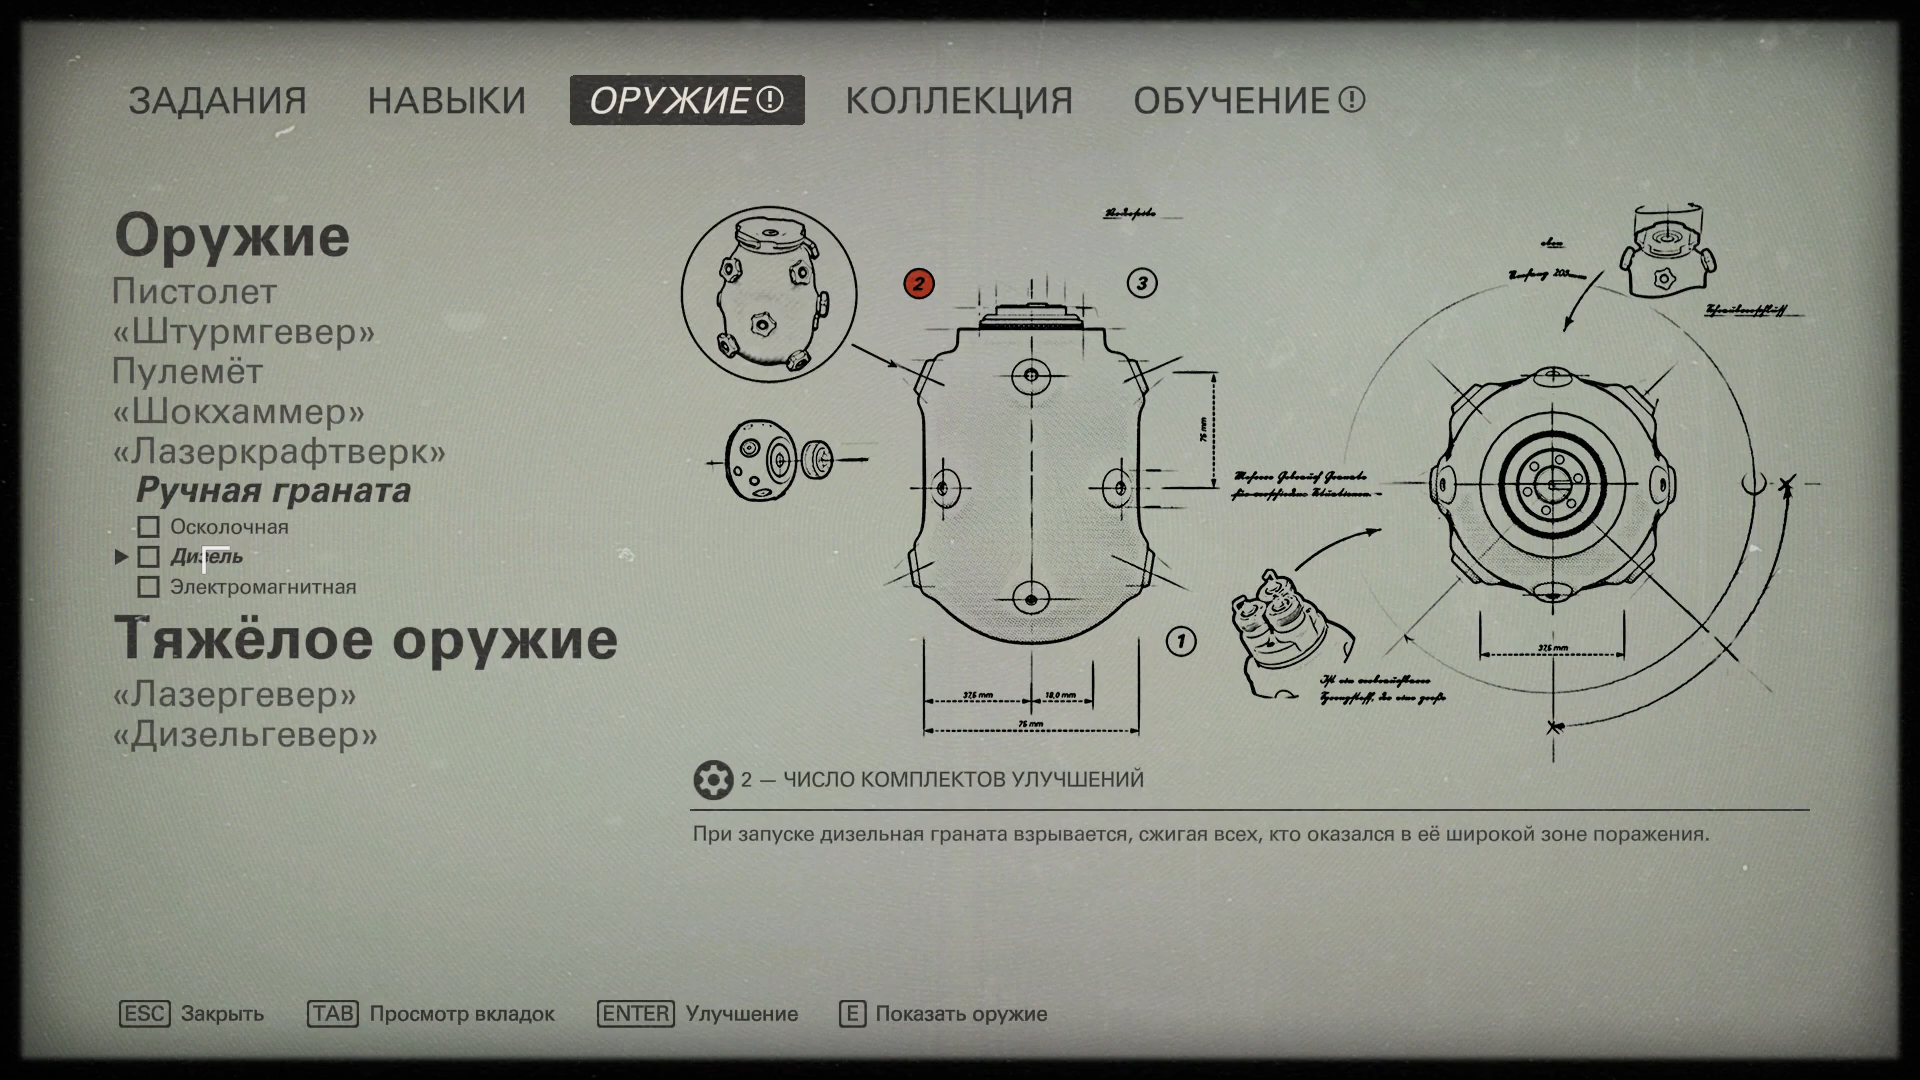 ЗАДАНИЯ НАВЫКИ ОРУЖИЕ КОЛЛЕКЦИЯ ОБУЧЕНИЕ
Оружие
Пистолет
«Штурмгевер»
Пулемёт
«Шокхаммер»
«Лазеркрафтверк»
Ручная граната
Осколочная
Дизель
Электромагнитная
Тяжёлое оружие
«Лазергевер»
«Дизельгевер»
2
3
1
75 mm
37,5 mm
18,0 mm
75 mm
37,5 mm
2 — ЧИСЛО КОМПЛЕКТОВ УЛУЧШЕНИЙ
При запуске дизельная граната взрывается, сжигая всех, кто оказался в её широкой зоне поражения.
ESC Закрыть TAB Просмотр вкладок ENTER Улучшение E Показать оружие